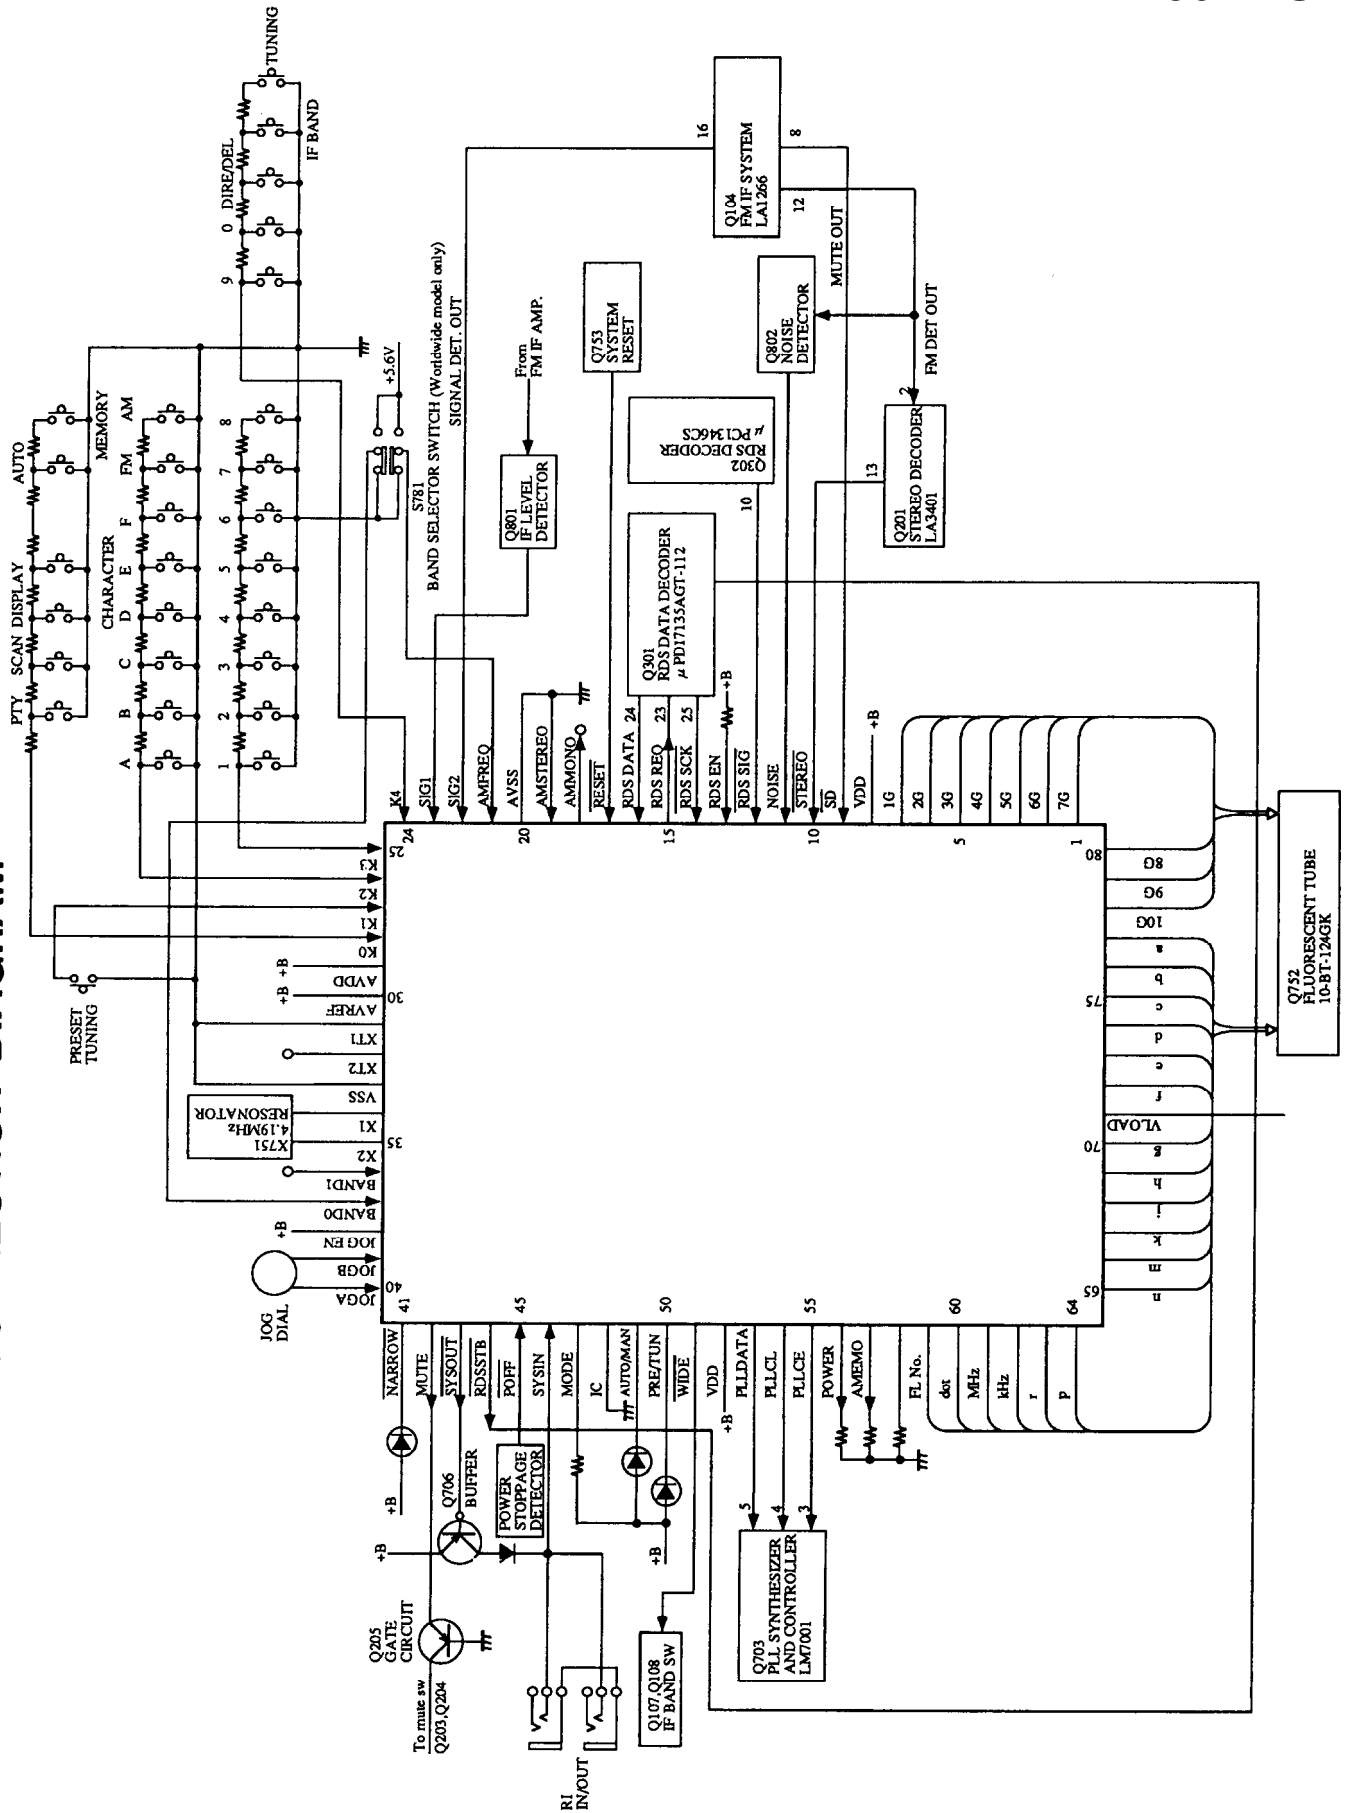 TUNING
IF BAND
0 DIRE/DEL
9
AUTO
MEMORY
PTY SCAN DISPLAY
CHARACTER
A B C D E F FM AM
1 2 3 4 5 6 7 8
+5.6V
S781
BAND SELECTOR SWITCH (Worldwide model only)
SIGNAL DET. OUT
From
FM IF AMP.
Q801
IF LEVEL
DETECTOR
Q753
SYSTEM
RESET
Q104
FM IF SYSTEM
LA1266
16
8
12
MUTE OUT
Q802
NOISE
DETECTOR
FM DET OUT
2
Q201
STEREO DECODER
LA3401
13
Q302
RDS DECODER
μPC1346CS
10
Q301
RDS DATA DECODER
μPD17135AGT-112
24
23
25
+B
PRESET
TUNING
K4
SIG1
SIG2
AMFREQ
AVSS
AMSTEREO
AMMONO
RESET
RDS DATA
RDS REQ
RDS SCK
RDS EN
RDS SIG
NOISE
STEREO
SD
VDD
+B
1G
2G
3G
4G
5G
6G
7G
24
20
15
10
5
1
25
K3
K2
K1
K0
+B
AVDD
+B
30
AVREF
XT1
XT2
VSS
X1
35
X2
X751
4.19MHz
RESONATOR
BAND1
BAND0
+B
JOG EN
JOGB
40
JOGA
JOG
DIAL
80
8G
9G
10G
a
b
75
c
d
e
f
VLOAD
70
g
h
j
k
m
65
n
Q752
FLUORESCENT TUBE
10-BT-124GK
41
45
50
55
60
64
NARROW
MUTE
SYSOUT
RDSSTB
POFF
SYSIN
MODE
IC
AUTO/MAN
PRE/TUN
WIDE
VDD
PLLDATA
PLLCL
PLLCE
POWER
AMEMO
FL No.
dot
MHz
kHz
r
p
+B
Q706
BUFFER
+B
POWER
STOPPAGE
DETECTOR
+B
+B
5
4
3
Q703
PLL SYNTHESIZER
AND CONTROLLER
LM7001
Q205
GATE
CIRCUIT
To mute sw
Q203,Q204
Q107,Q108
IF BAND SW
RI
IN/OUT